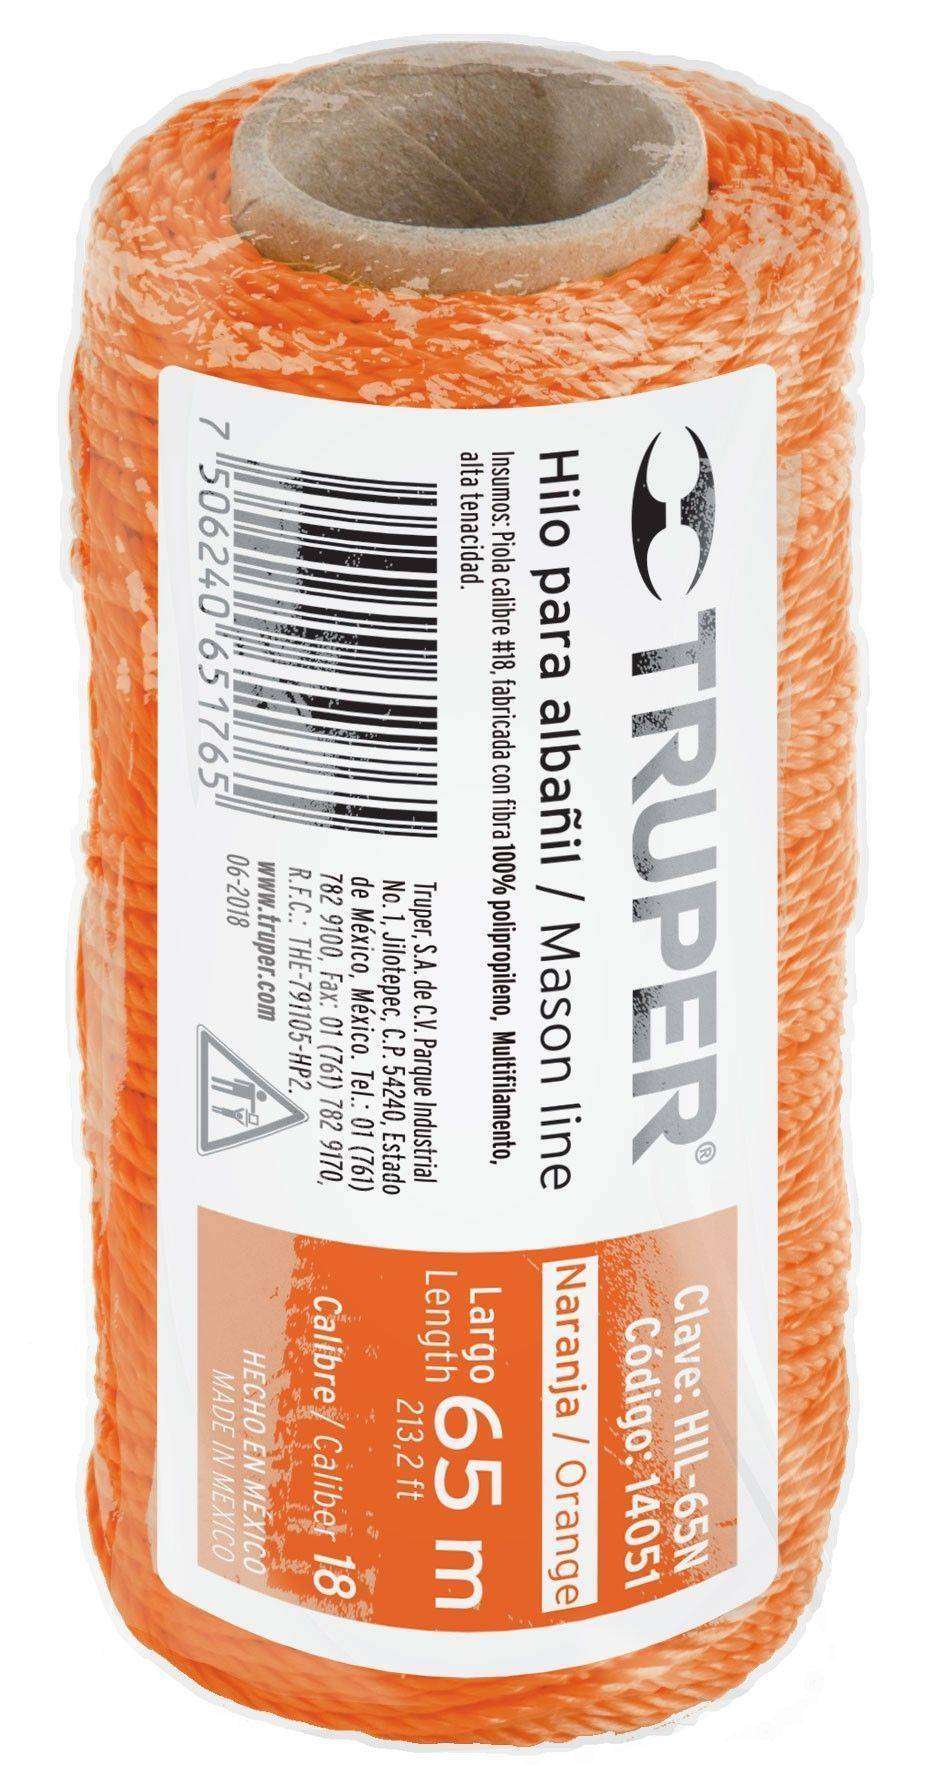 TRUPER®
Hilo para albañil / Mason line
Insumos: Piola calibre #18, fabricada con fibra 100% polipropileno, Multifilamento,
alta tenacidad.
7 506240 651765
Truper, S.A. de C.V. Parque Industrial
No. 1, Jilotepec, C.P. 54240, Estado
de México, México. Tel.: 01 (761)
782 9100, Fax: 01 (761) 782 9170,
R.F.C.: THE-791105-HP2.
www.truper.com
06-2018
Clave: HIL-65N
Código: 14051
Naranja / Orange
Largo
Length
65 m
213,2 ft
Calibre / Caliber 18
HECHO EN MÉXICO
MADE IN MEXICO